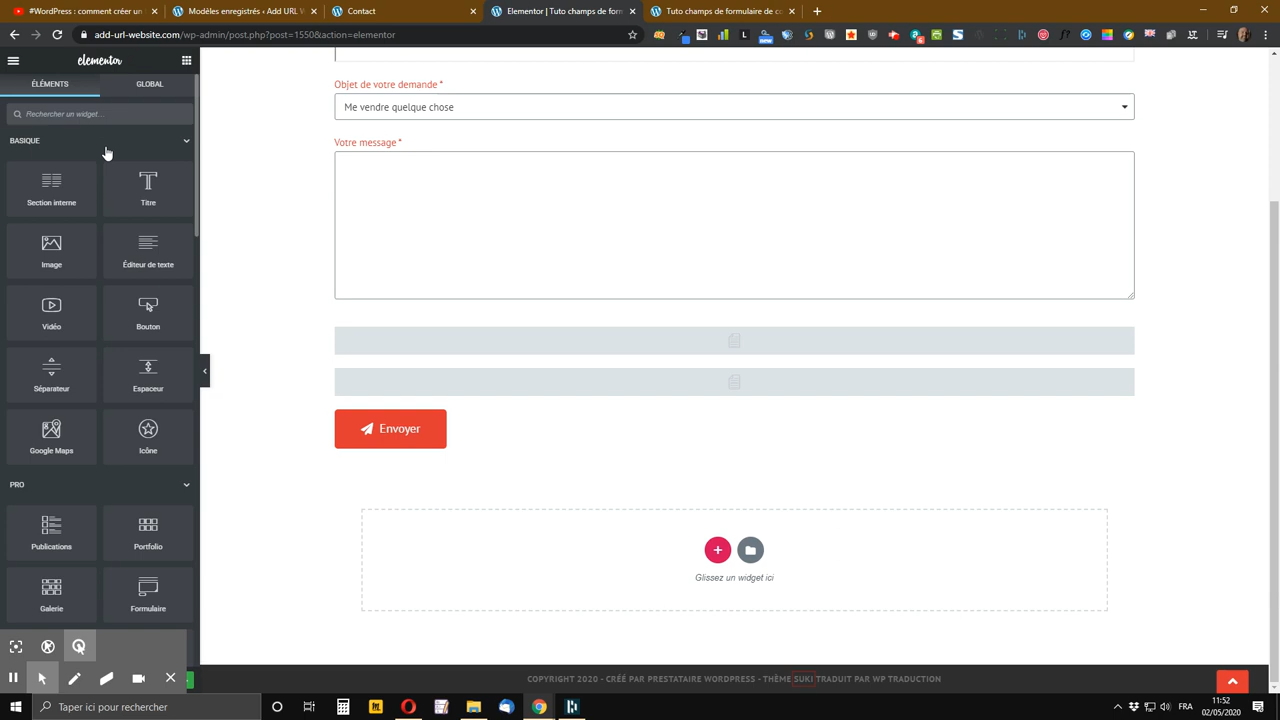 WordPress : comment créer un
Modèles enregistrés ‹ Add URL W
Connexion
Elementor | Tuto champs de form
Tuto champs de formulaire de co
add-url-website.com/wp-admin/post.php?post=1550&action=elementor
new
elementor
ÉLÉMENTS
GLOBAL
Rechercher un widget…
BASIQUE
Section interne
Titre
Image
Éditeur de texte
Vidéo
Bouton
Séparateur
Espaceur
Google Maps
Icône
PRO
Publications
Portfolio
Galerie
Formulaire
Objet de votre demande *
Me vendre quelque chose
Votre message *
Envoyer
Glissez un widget ici
COPYRIGHT 2020 - CRÉÉ PAR PRESTATAIRE WORDPRESS - THÈME SUKI TRADUIT PAR WP TRADUCTION
Taper ici pour rechercher
FRA
11:52
02/05/2020